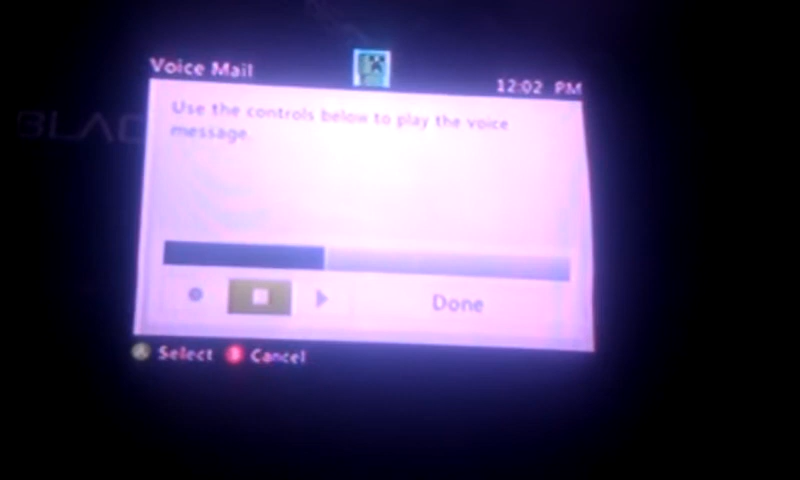 Voice Mail
12:02 PM
Use the controls below to play the voice
message.
Done
A Select B Cancel